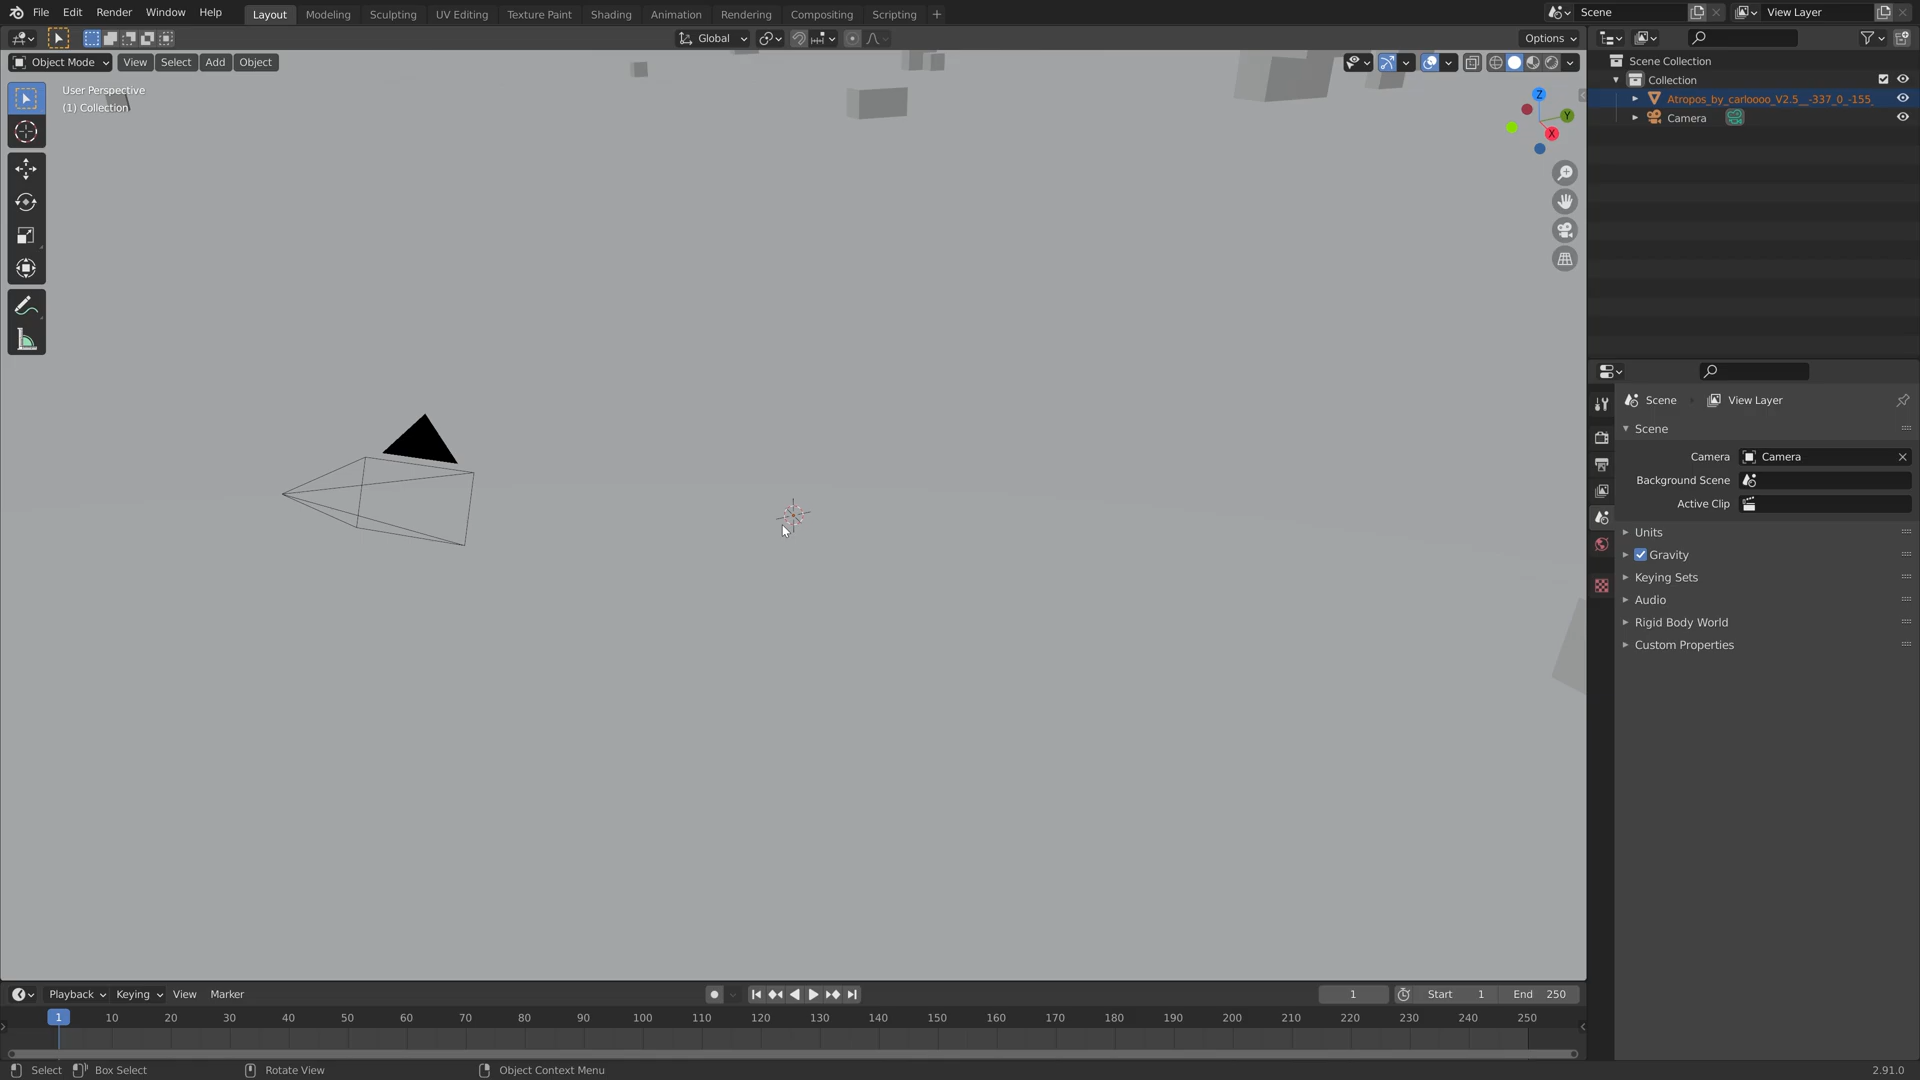 File Edit Render Window Help Layout Modeling Sculpting UV Editing Texture Paint Shading Animation Rendering Compositing Scripting + Scene View Layer
Global Options
Object Mode View Select Add Object
User Perspective
(1) Collection
Z
Y
X
Scene Collection
Collection
Atropos_by_carloooo_V2.5__-337_0_-155_
Camera
Scene View Layer
Scene
Camera Camera
Background Scene
Active Clip
Units
Gravity
Keying Sets
Audio
Rigid Body World
Custom Properties
Playback Keying View Marker 1 Start 1 End 250
1 10 20 30 40 50 60 70 80 90 100 110 120 130 140 150 160 170 180 190 200 210 220 230 240 250
Select Box Select Rotate View Object Context Menu 2.91.0